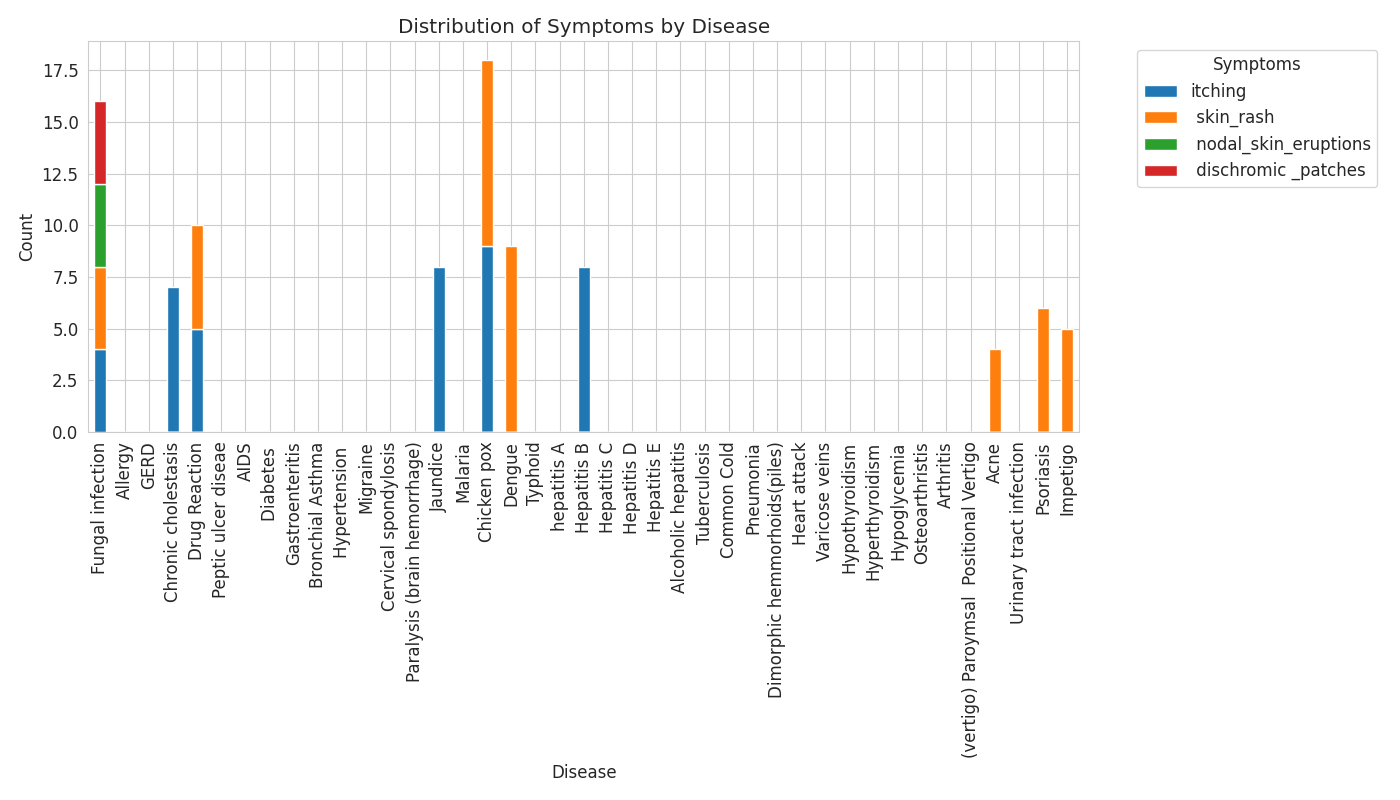 Distribution of Symptoms by Disease
Count
17.5
15.0
12.5
10.0
7.5
5.0
2.5
0.0
Fungal infection
Allergy
GERD
Chronic cholestasis
Drug Reaction
Peptic ulcer diseae
AIDS
Diabetes
Gastroenteritis
Bronchial Asthma
Hypertension
Migraine
Cervical spondylosis
Paralysis (brain hemorrhage)
Jaundice
Malaria
Chicken pox
Dengue
Typhoid
hepatitis A
Hepatitis B
Hepatitis C
Hepatitis D
Hepatitis E
Alcoholic hepatitis
Tuberculosis
Common Cold
Pneumonia
Dimorphic hemmorhoids(piles)
Heart attack
Varicose veins
Hypothyroidism
Hyperthyroidism
Hypoglycemia
Osteoarthristis
Arthritis
(vertigo) Paroymsal  Positional Vertigo
Acne
Urinary tract infection
Psoriasis
Impetigo
Disease
Symptoms
itching
skin_rash
nodal_skin_eruptions
dischromic _patches